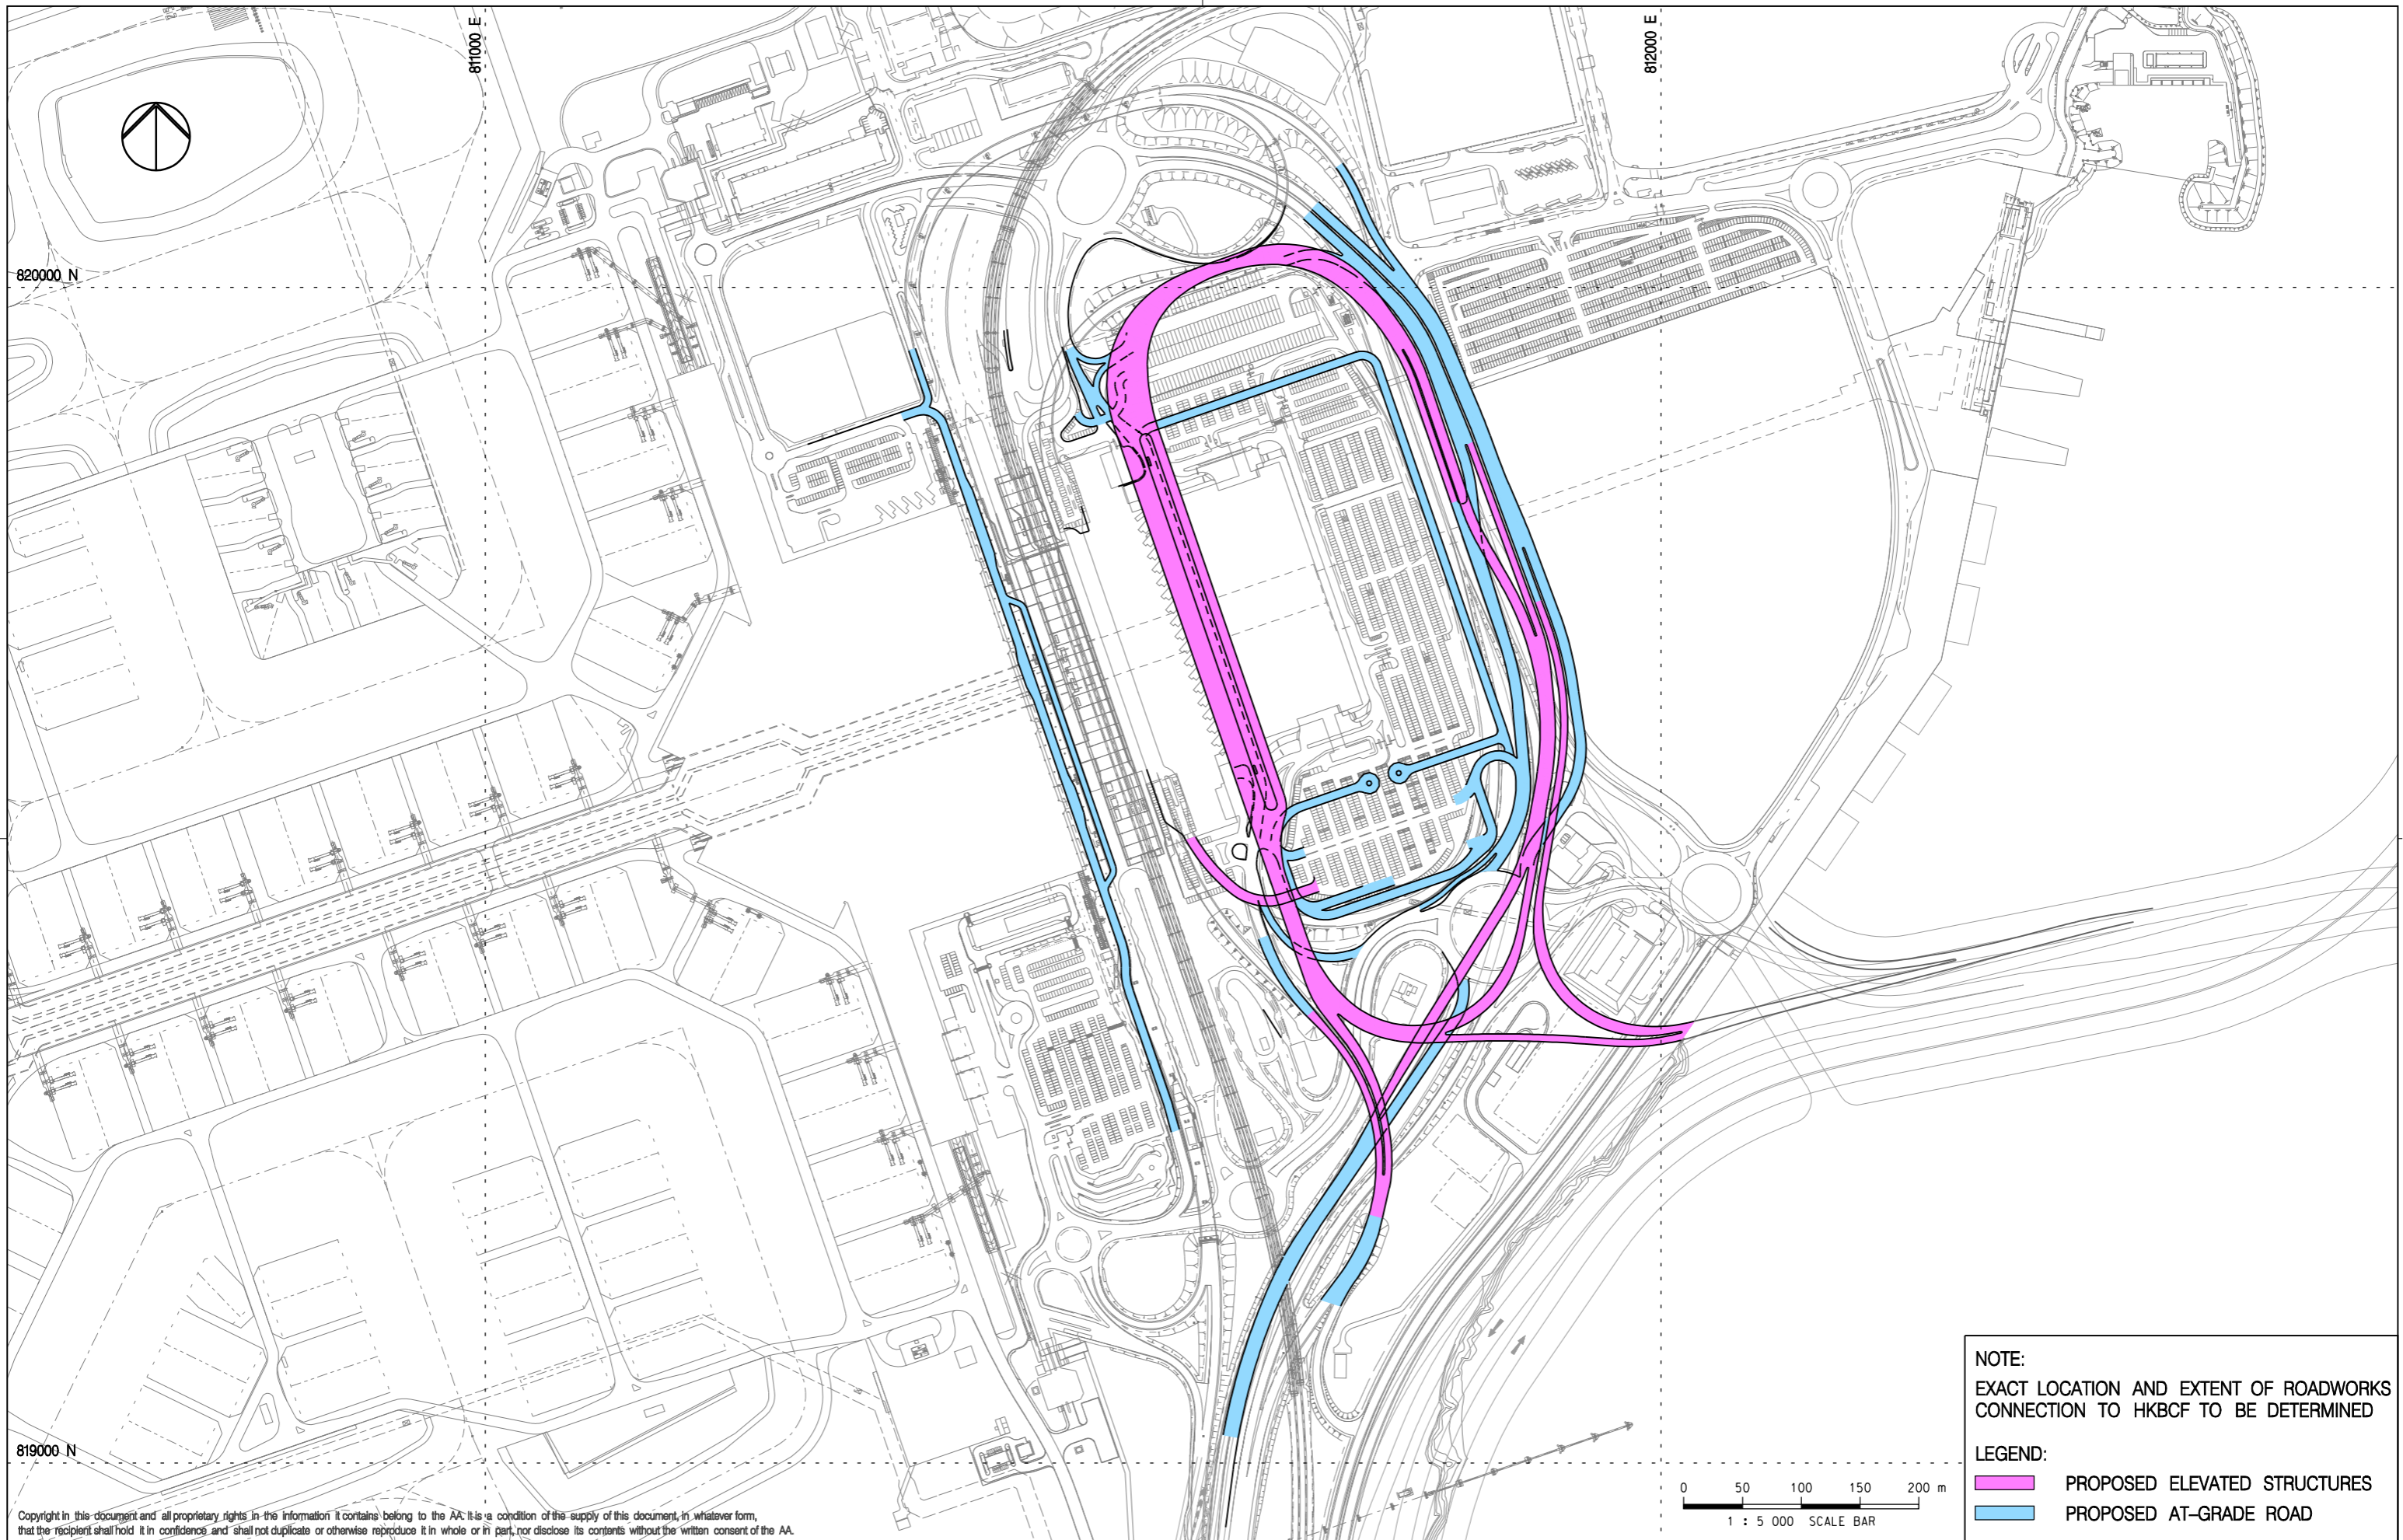 811000 E
812000 E
820000 N
819000 N
NOTE:
EXACT LOCATION AND EXTENT OF ROADWORKS
CONNECTION TO HKBCF TO BE DETERMINED
LEGEND:
PROPOSED ELEVATED STRUCTURES
PROPOSED AT-GRADE ROAD
0 50 100 150 200 m
1 : 5 000 SCALE BAR
Copyright in this document and all proprietary rights in the information it contains belong to the AA. It is a condition of the supply of this document, in whatever form,
that the recipient shall hold it in confidence and shall not duplicate or otherwise reproduce it in whole or in part, nor disclose its contents without the written consent of the AA.